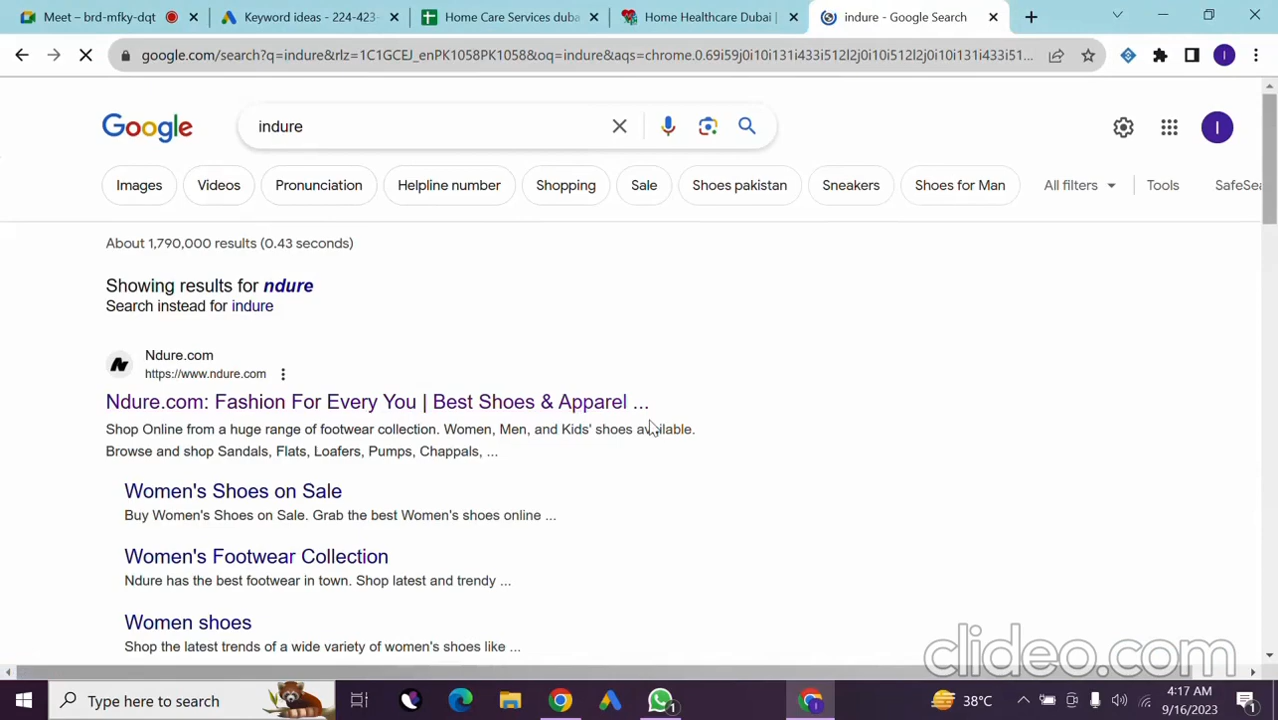 Meet – brd-mfky-dqt
Keyword ideas - 224-423-
Home Care Services duba
Home Healthcare Dubai |
indure - Google Search
google.com/search?q=indure&rlz=1C1GCEJ_enPK1058PK1058&oq=indure&aqs=chrome.0.69i59j0i10i131i433i512l2j0i10i512l2j0i10i131i433i51...
Google
indure
I
Images
Videos
Pronunciation
Helpline number
Shopping
Sale
Shoes pakistan
Sneakers
Shoes for Man
All filters
Tools
SafeSea
About 1,790,000 results (0.43 seconds)
Showing results for ndure
Search instead for indure
Ndure.com
https://www.ndure.com
Ndure.com: Fashion For Every You | Best Shoes & Apparel ...
Shop Online from a huge range of footwear collection. Women, Men, and Kids' shoes available.
Browse and shop Sandals, Flats, Loafers, Pumps, Chappals, ...
Women's Shoes on Sale
Buy Women's Shoes on Sale. Grab the best Women's shoes online ...
Women's Footwear Collection
Ndure has the best footwear in town. Shop latest and trendy ...
Women shoes
Shop the latest trends of a wide variety of women's shoes like ...
clideo.com
Type here to search
1
38°C
4:17 AM
9/16/2023
1